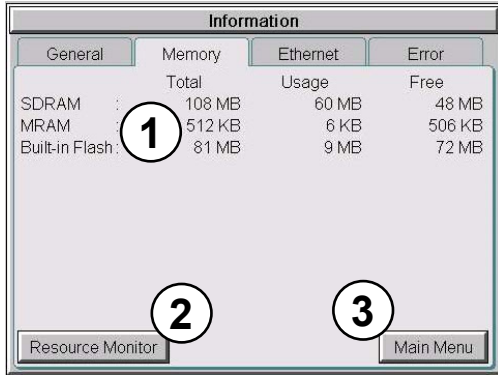 Information
General Memory Ethernet Error
Total Usage Free
SDRAM : 108 MB 60 MB 48 MB
MRAM : 512 KB 6 KB 506 KB
Built-in Flash : 81 MB 9 MB 72 MB
1
2 3
Resource Monitor Main Menu